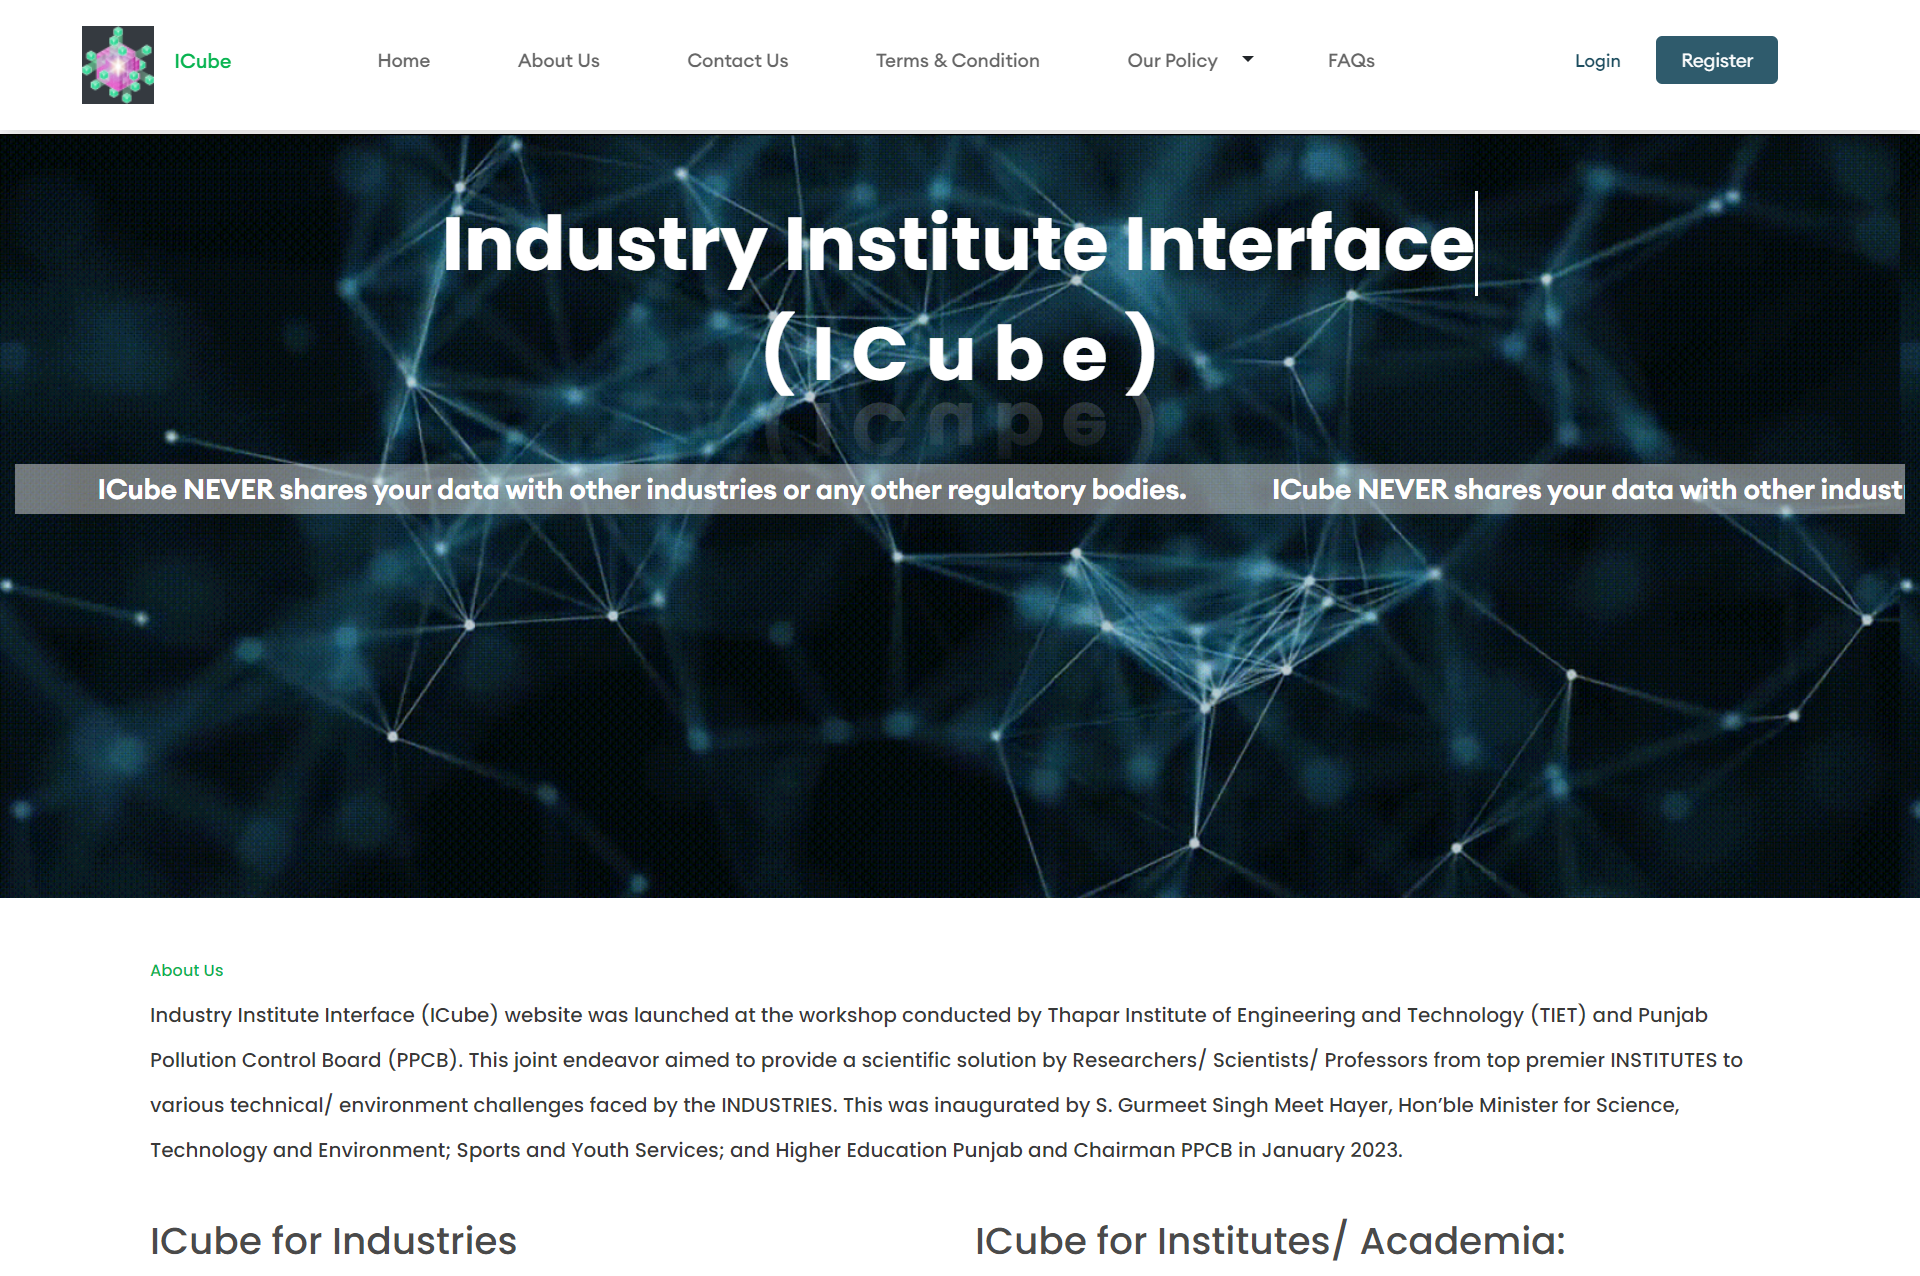 ICube
Home
About Us
Contact Us
Terms & Condition
Our Policy
FAQs
Login
Register
Industry Institute Interface
(ICube)
ICube NEVER shares your data with other industries or any other regulatory bodies. ICube NEVER shares your data with other indust
About Us
Industry Institute Interface (ICube) website was launched at the workshop conducted by Thapar Institute of Engineering and Technology (TIET) and Punjab
Pollution Control Board (PPCB). This joint endeavor aimed to provide a scientific solution by Researchers/ Scientists/ Professors from top premier INSTITUTES to
various technical/ environment challenges faced by the INDUSTRIES. This was inaugurated by S. Gurmeet Singh Meet Hayer, Hon’ble Minister for Science,
Technology and Environment; Sports and Youth Services; and Higher Education Punjab and Chairman PPCB in January 2023.
ICube for Industries
ICube for Institutes/ Academia: